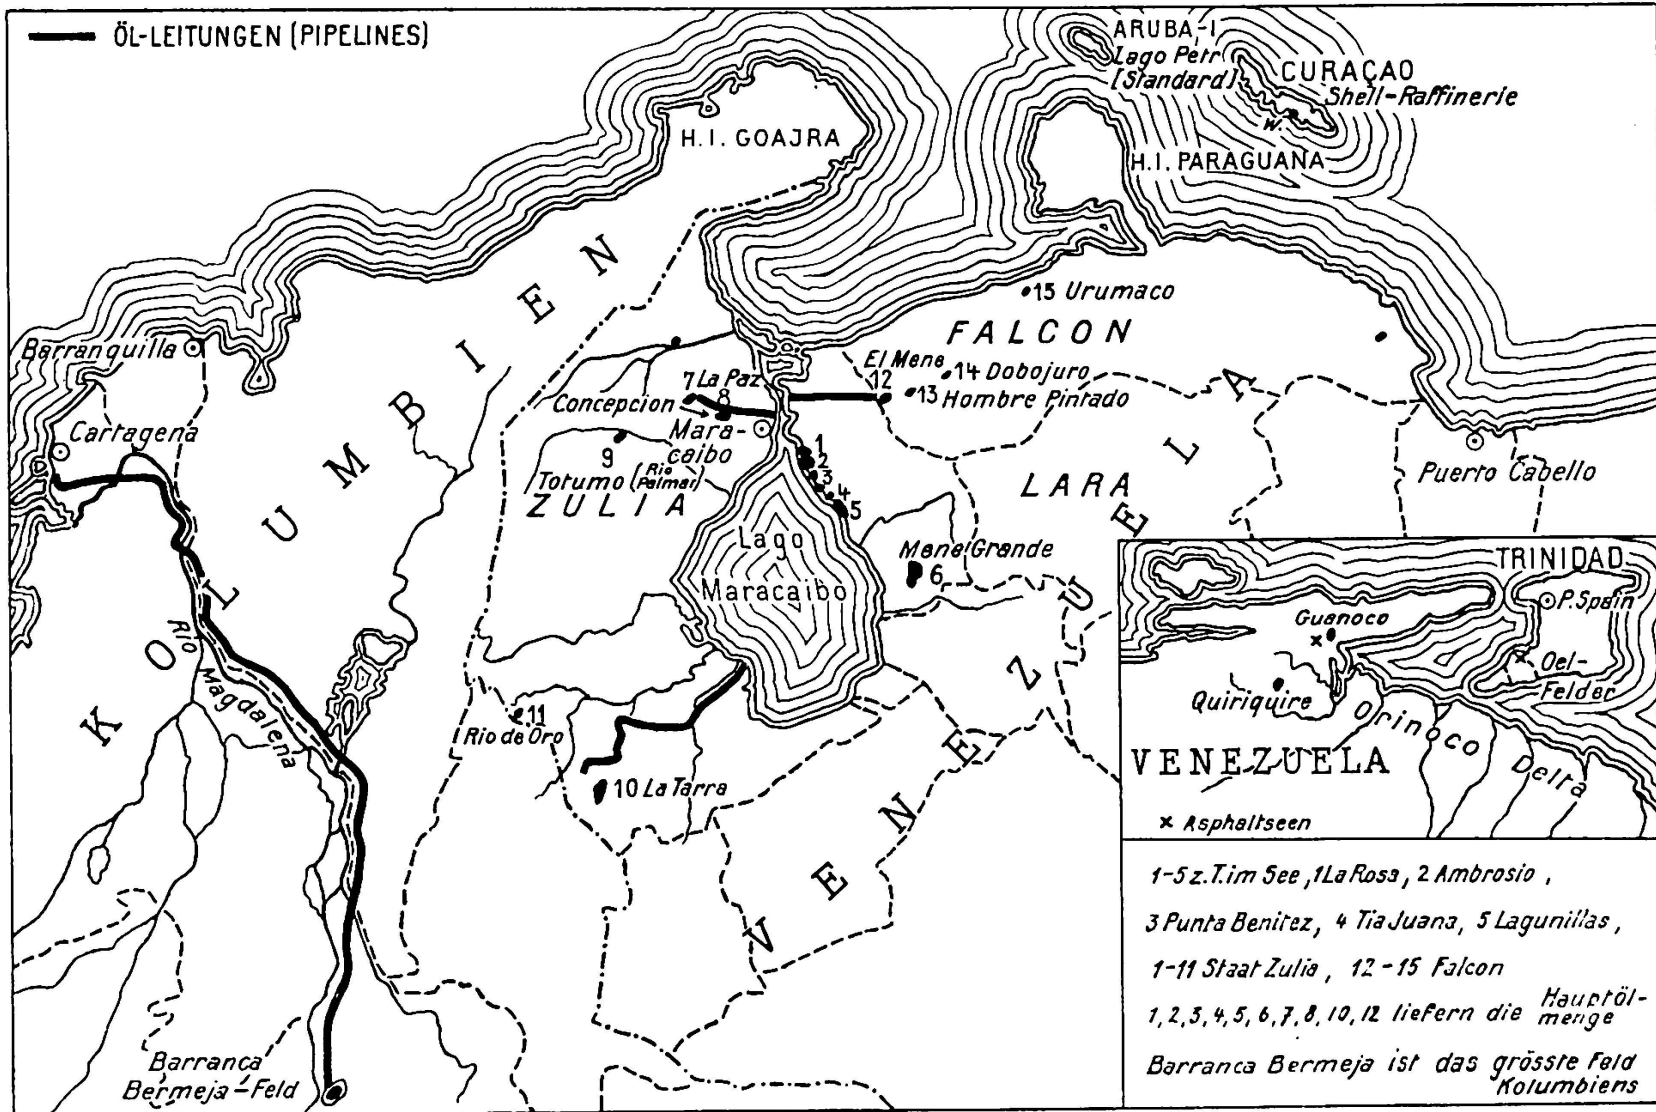 ÖL-LEITUNGEN (PIPELINES)
ARUBA-I
Lago Petr
[Standard]
CURAÇAO
Shell-Raffinerie
W.
H.I. GOAJRA
H.I. PARAGUANA
15 Urumaco
FALCON
Barranquilla
El Mene
12
14 Dobojuro
13 Hombre Pintado
7 La Paz
8
Concepcion
Mara-
caibo
Cartagena
9
Totumo (Rio
Palmar)
ZULIA
1
2
3
4
5
LARA
Puerto Cabello
Lago
Maracaibo
Mene Grande
6
KOLUMBIEN
VENEZUELA
Rio
Magdalena
11
Rio de Oro
10 La Tarra
Barranca
Bermeja-Feld
TRINIDAD
P. Spain
Guanoco
Oel-
Felder
Quiriquire
Orinoco
Delta
VENEZUELA
x Asphaltseen
1-5 z.T. im See, 1 La Rosa, 2 Ambrosio,
3 Punta Benitez, 4 Tia Juana, 5 Lagunillas,
1-11 Staat Zulia, 12-15 Falcon
1, 2, 3, 4, 5, 6, 7, 8, 10, 12 liefern die Hauptöl-
menge
Barranca Bermeja ist das grösste Feld
Kolumbiens